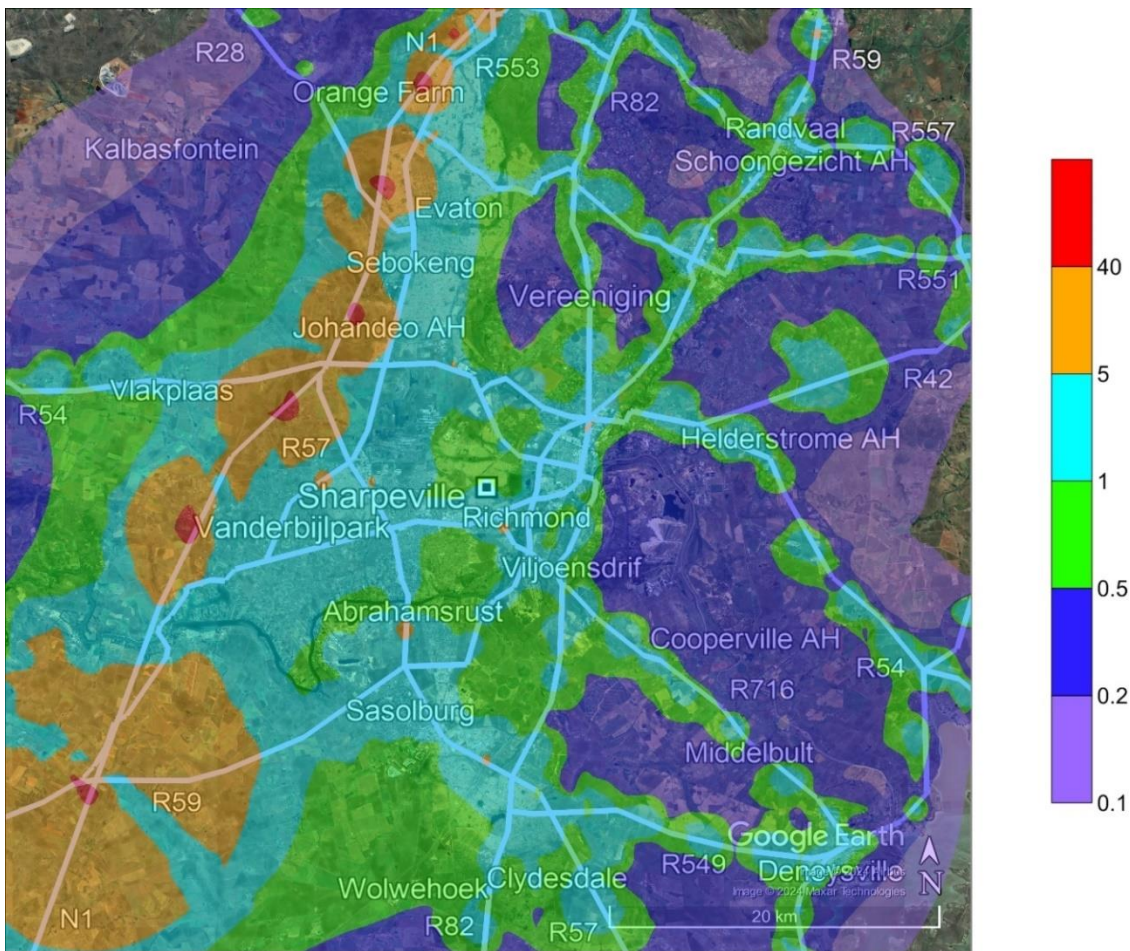 N1
R28
R553
R59
Orange Farm
R82
Randvaal
R557
Kalbasfontein
Schoongezicht AH
40
Evaton
Sebokeng
R551
Vereeniging
Johandeo AH
5
Vlakplaas
R42
R54
R57
Helderstrome AH
1
Sharpeville
Richmond
Vanderbijlpark
Viljoensdrif
0.5
Abrahamsrust
Cooperville AH
R54
R716
0.2
Sasolburg
Middelbult
R59
0.1
Google Earth
R549
Deneysville
Wolwehoek
Clydesdale
Image © 2024 Maxar Technologies
N
N1
R82
R57
20 km